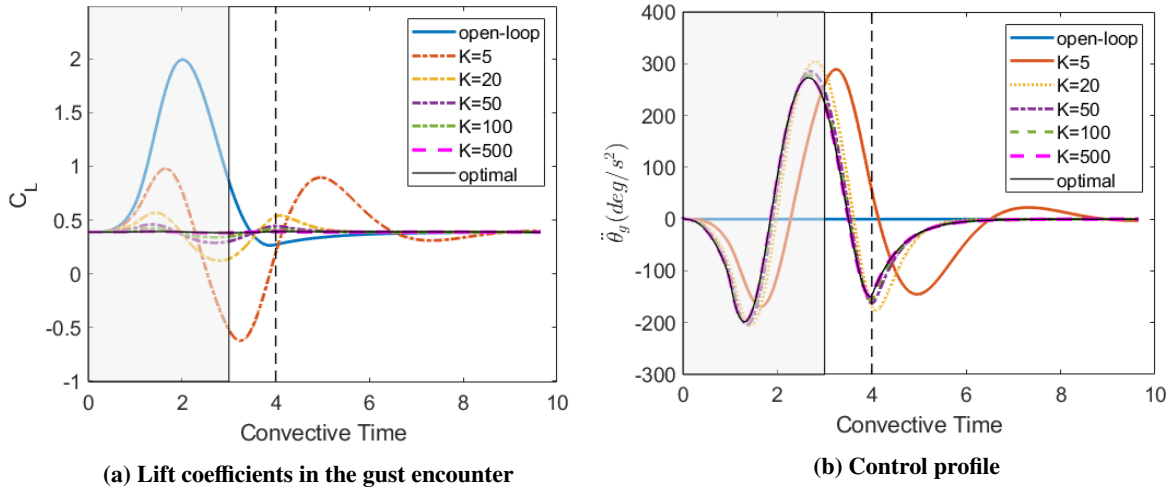 2.5
2
1.5
1
0.5
0
-0.5
-1
C_L
0 2 4 6 8 10
Convective Time
open-loop
K=5
K=20
K=50
K=100
K=500
optimal
(a) Lift coefficients in the gust encounter
400
300
200
100
0
-100
-200
-300
θ̈_g (deg/s²)
0 2 4 6 8 10
Convective Time
open-loop
K=5
K=20
K=50
K=100
K=500
optimal
(b) Control profile